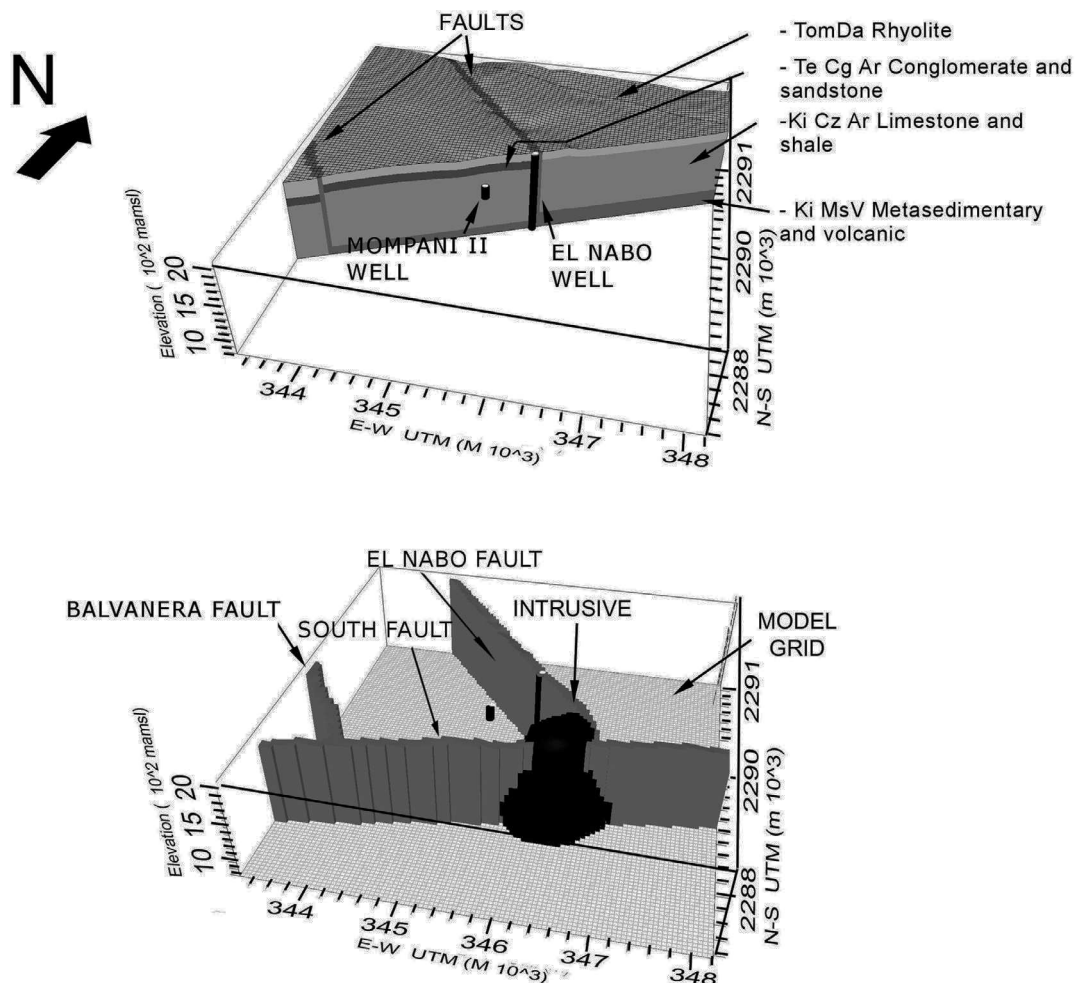 FAULTS
N
- TomDa Rhyolite
- Te Cg Ar Conglomerate and
sandstone
-Ki Cz Ar Limestone and
shale
- Ki MsV Metasedimentary
and volcanic
MOMPANI II
WELL
EL NABO
WELL
Elevation ( 10^2 mamsl)
20
15
10
344
345
347
348
E-W UTM (M 10^3)
2291
2290
2288
N-S UTM (m 10^3)
EL NABO FAULT
BALVANERA FAULT
SOUTH FAULT
INTRUSIVE
MODEL
GRID
Elevation ( 10^2 mamsl)
20
15
10
344
345
346
347
348
E-W UTM (M 10^3)
2291
2290
2288
N-S UTM (m 10^3)